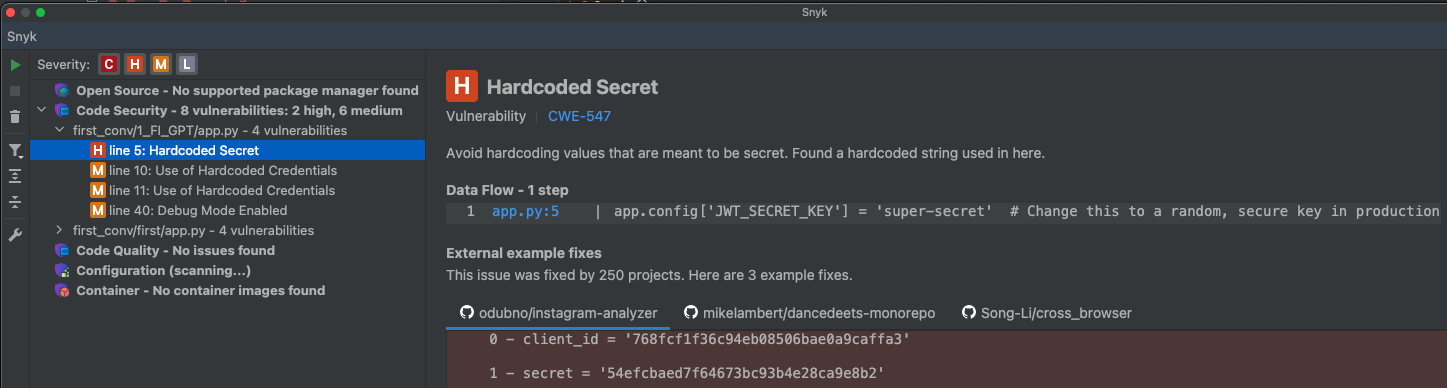 Snyk
Snyk
Severity: C H M L
Open Source - No supported package manager found
Code Security - 8 vulnerabilities: 2 high, 6 medium
first_conv/1_FI_GPT/app.py - 4 vulnerabilities
H line 5: Hardcoded Secret
M line 10: Use of Hardcoded Credentials
M line 11: Use of Hardcoded Credentials
M line 40: Debug Mode Enabled
first_conv/first/app.py - 4 vulnerabilities
Code Quality - No issues found
Configuration (scanning...)
Container - No container images found
H Hardcoded Secret
Vulnerability | CWE-547
Avoid hardcoding values that are meant to be secret. Found a hardcoded string used in here.
Data Flow - 1 step
1 app.py:5 | app.config['JWT_SECRET_KEY'] = 'super-secret' # Change this to a random, secure key in production
External example fixes
This issue was fixed by 250 projects. Here are 3 example fixes.
odubno/instagram-analyzer mikelambert/dancedeets-monorepo Song-Li/cross_browser
0 - client_id = '768fcf1f36c94eb08506bae0a9caffa3'
1 - secret = '54efcbaed7f64673bc93b4e28ca9e8b2'